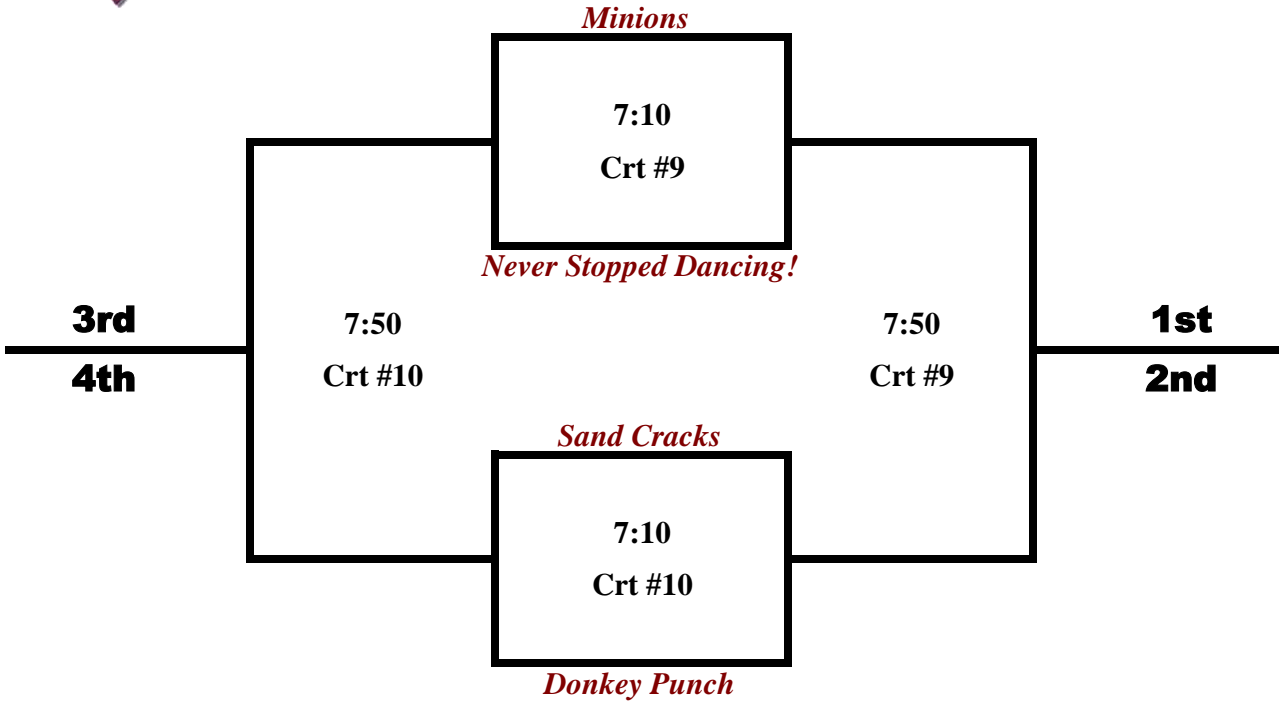 Minions
7:10
Crt #9
Never Stopped Dancing!
3rd
4th
7:50
Crt #10
7:50
Crt #9
1st
2nd
Sand Cracks
7:10
Crt #10
Donkey Punch